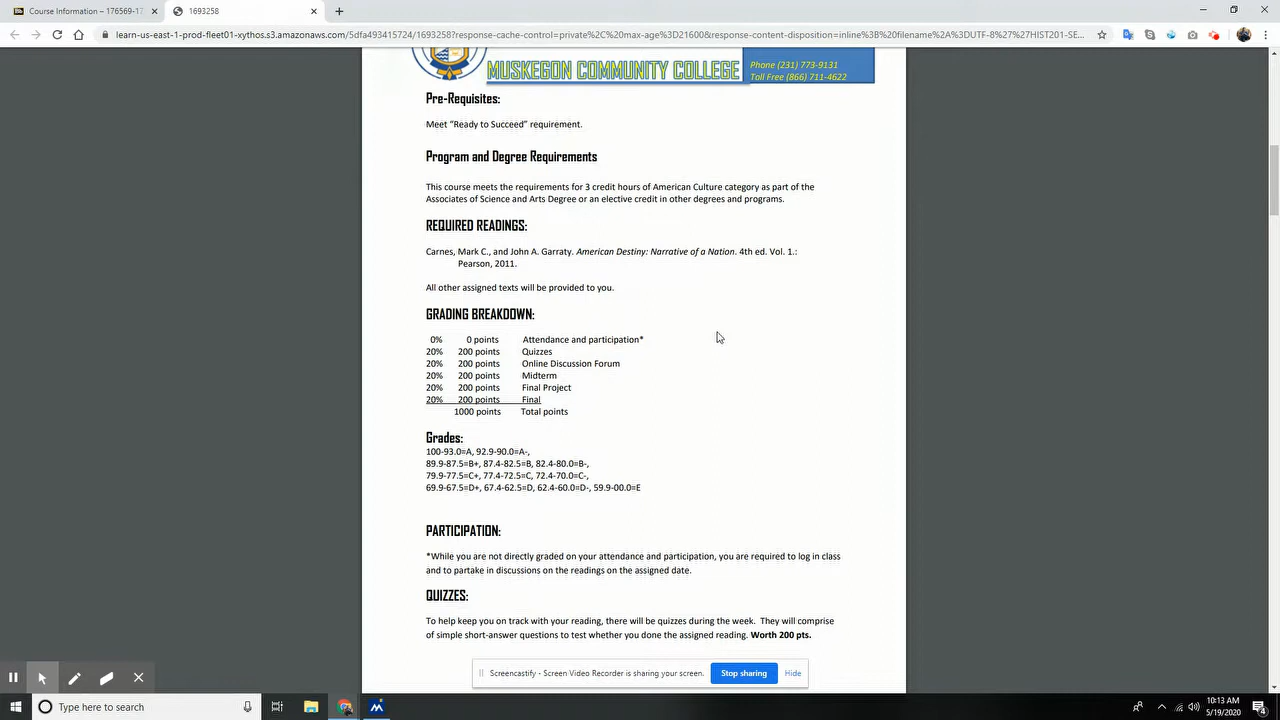 Course Information – 176569-17
1693258
learn-us-east-1-prod-fleet01-xythos.s3.amazonaws.com/5dfa493415724/1693258?response-cache-control=private%2C%20max-age%3D21600&response-content-disposition=inline%3B%20filename%2A%3DUTF-8%27%27HIST201-SE...
MUSKEGON COMMUNITY COLLEGE
Phone (231) 773-9131
Toll Free (866) 711-4622
Pre-Requisites:
Meet “Ready to Succeed” requirement.
Program and Degree Requirements
This course meets the requirements for 3 credit hours of American Culture category as part of the
Associates of Science and Arts Degree or an elective credit in other degrees and programs.
REQUIRED READINGS:
Carnes, Mark C., and John A. Garraty. American Destiny: Narrative of a Nation. 4th ed. Vol. 1.:
Pearson, 2011.
All other assigned texts will be provided to you.
GRADING BREAKDOWN:
0% 0 points Attendance and participation*
20% 200 points Quizzes
20% 200 points Online Discussion Forum
20% 200 points Midterm
20% 200 points Final Project
20% 200 points Final
1000 points Total points
Grades:
100-93.0=A, 92.9-90.0=A-,
89.9-87.5=B+, 87.4-82.5=B, 82.4-80.0=B-,
79.9-77.5=C+, 77.4-72.5=C, 72.4-70.0=C-,
69.9-67.5=D+, 67.4-62.5=D, 62.4-60.0=D-, 59.9-00.0=E
PARTICIPATION:
*While you are not directly graded on your attendance and participation, you are required to log in class
and to partake in discussions on the readings on the assigned date.
QUIZZES:
To help keep you on track with your reading, there will be quizzes during the week. They will comprise
of simple short-answer questions to test whether you done the assigned reading. Worth 200 pts.
Screencastify - Screen Video Recorder is sharing your screen. Stop sharing Hide
Type here to search
10:13 AM
5/19/2020